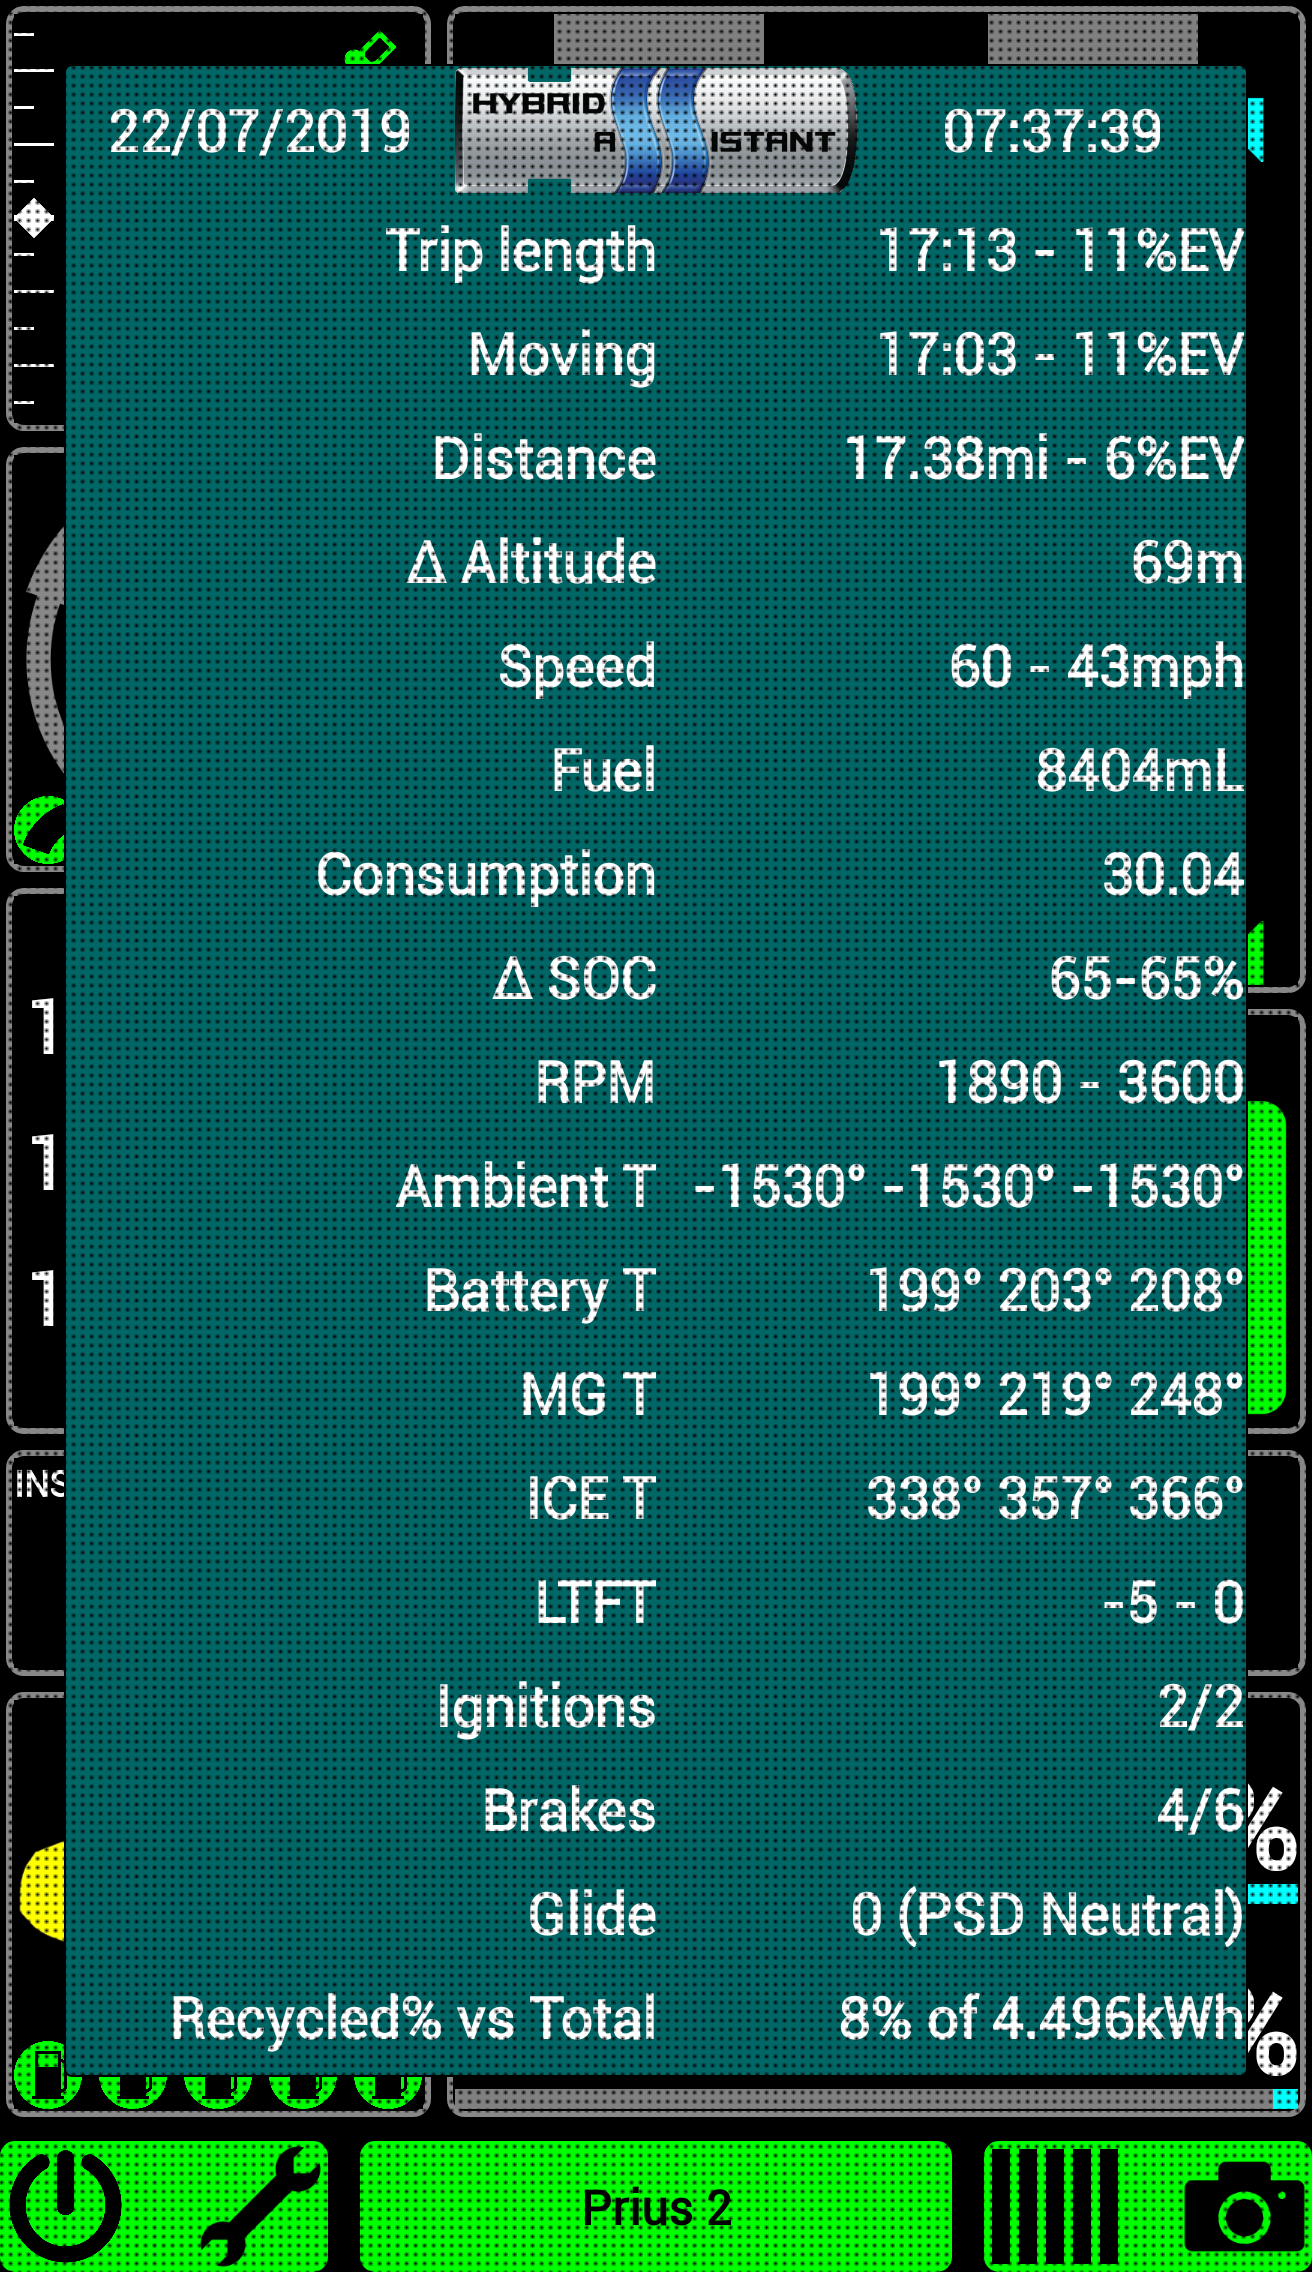 22/07/2019
HYBRID
A ISTANT
07:37:39
Trip length 17:13 - 11%EV
Moving 17:03 - 11%EV
Distance 17.38mi - 6%EV
Δ Altitude 69m
Speed 60 - 43mph
Fuel 8404mL
Consumption 30.04
Δ SOC 65-65%
1
RPM 1890 - 3600
1
Ambient T -1530° -1530° -1530°
1
Battery T 199° 203° 208°
MG T 199° 219° 248°
INS
ICE T 338° 357° 366°
LTFT -5 - 0
Ignitions 2/2
Brakes 4/6
%
Glide 0 (PSD Neutral)
Recycled% vs Total 8% of 4.496kWh
%
Prius 2